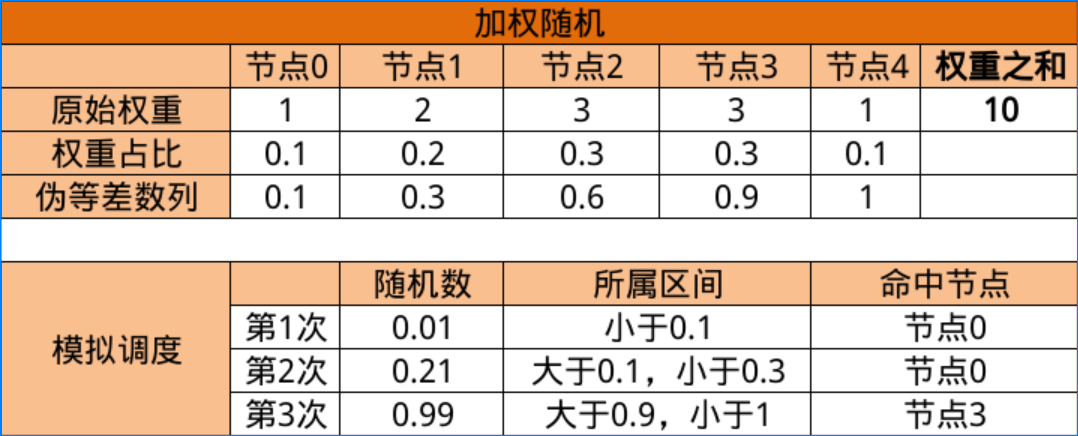 加权随机
节点0 节点1 节点2 节点3 节点4 权重之和
原始权重 1 2 3 3 1 10
权重占比 0.1 0.2 0.3 0.3 0.1
伪等差数列 0.1 0.3 0.6 0.9 1
随机数 所属区间 命中节点
模拟调度
第1次 0.01 小于0.1 节点0
第2次 0.21 大于0.1，小于0.3 节点0
第3次 0.99 大于0.9，小于1 节点3